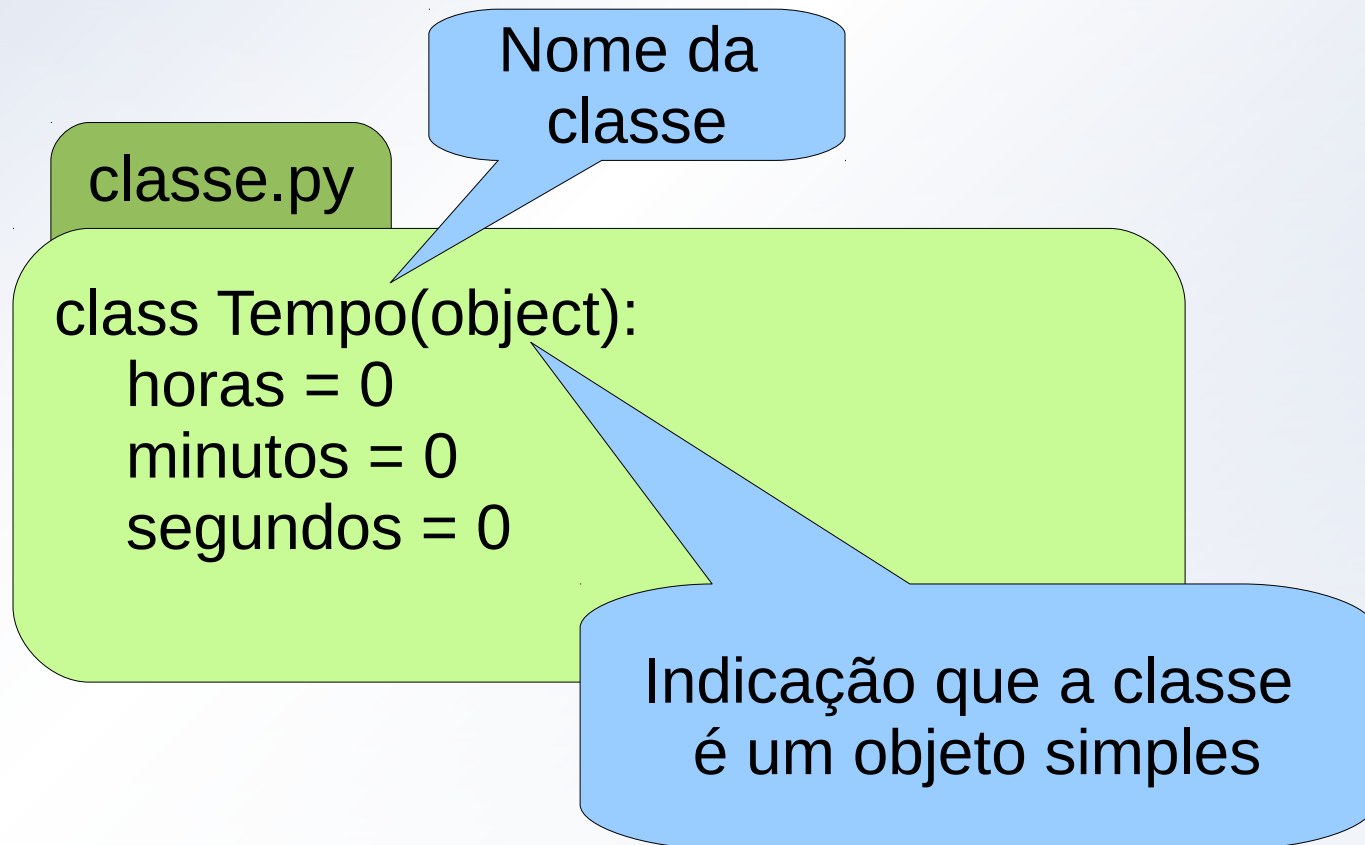 Nome da
classe
classe.py
class Tempo(object):
horas = 0
minutos = 0
segundos = 0
Indicação que a classe
é um objeto simples